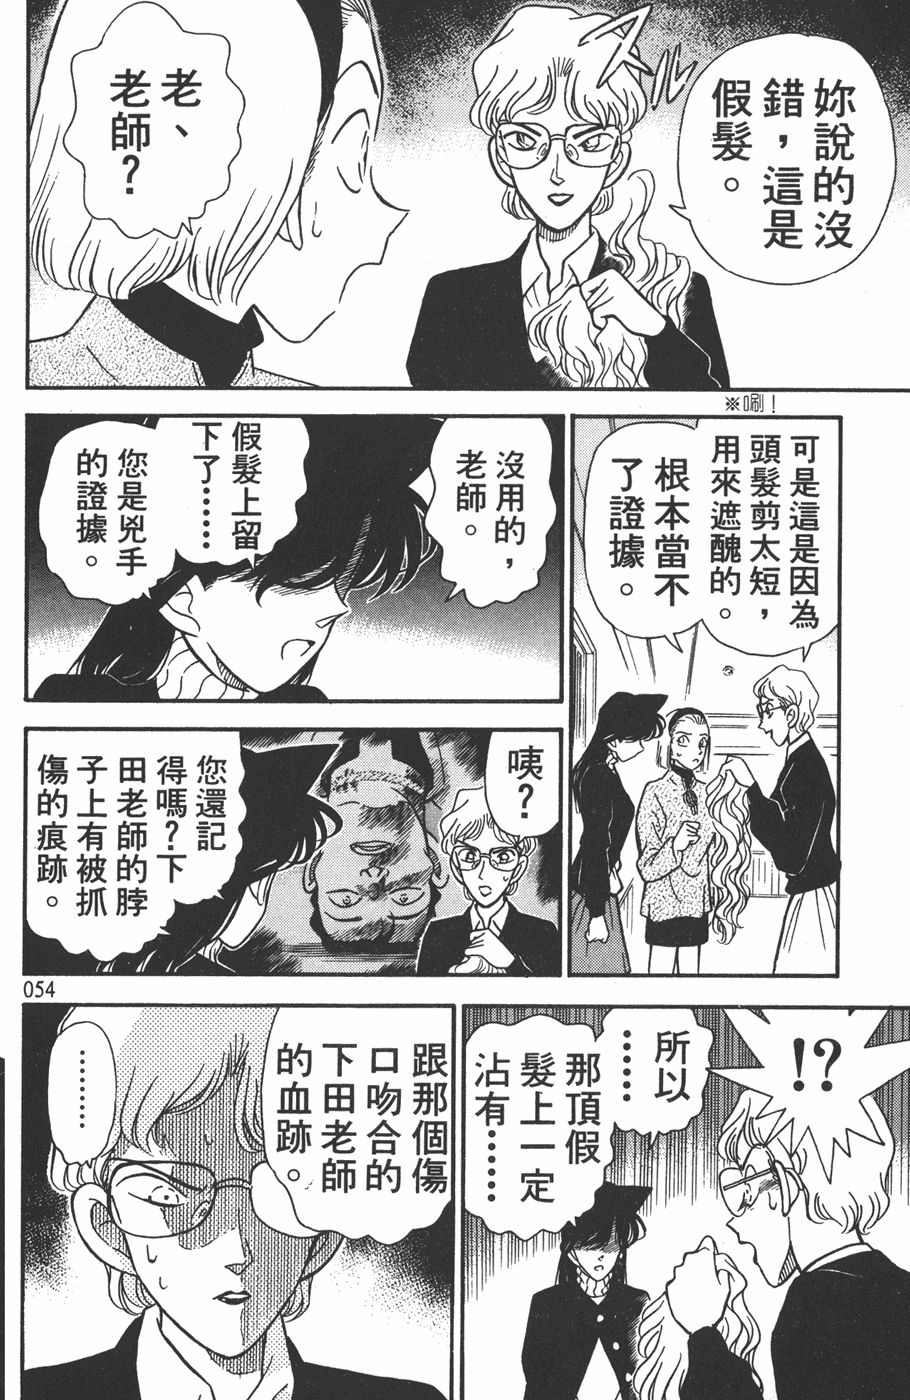 妳說的沒
錯，這是
假髮。
スル
老、
老師？
※唰！
可是這是因為
頭髮剪太短，
用來遮醜的。
根本當不
了證據。
沒用的，
老師。
假髮上留
下了……
您是兇手
的證據。
咦？
您還記
得嗎？下
田老師的脖
子上有被抓
傷的痕跡。
054
!?
所以
……
那頂假
髮上一定
沾有……
跟那個傷
口吻合的
下田老師
的血跡。
……